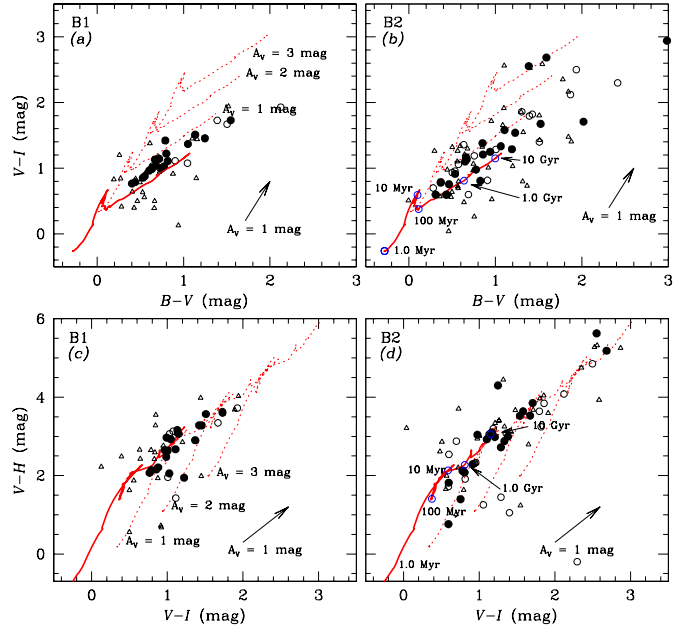 B1
(a)
A_v = 3 mag
A_v = 2 mag
A_v = 1 mag
A_v = 1 mag
V-I (mag)
3
2
1
0
0
1
2
3
B-V (mag)
B2
(b)
10 Gyr
10 Myr
1.0 Gyr
100 Myr
1.0 Myr
A_v = 1 mag
0
1
2
3
B-V (mag)
B1
(c)
A_v = 3 mag
A_v = 2 mag
A_v = 1 mag
A_v = 1 mag
V-H (mag)
6
4
2
0
0
1
2
3
V-I (mag)
B2
(d)
10 Gyr
10 Myr
1.0 Gyr
100 Myr
1.0 Myr
A_v = 1 mag
0
1
2
3
V-I (mag)